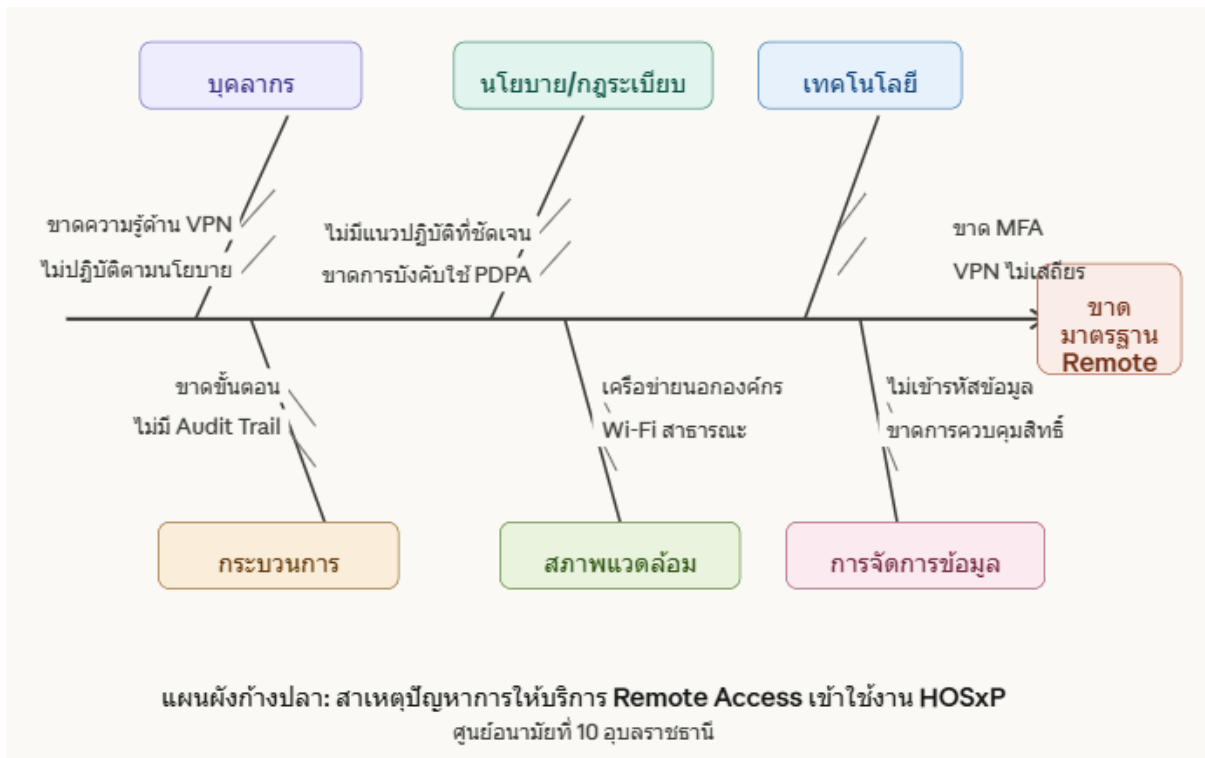 บุคลากร
นโยบาย/กฎระเบียบ
เทคโนโลยี
ขาดความรู้ด้าน VPN
ไม่ปฏิบัติตามนโยบาย
ไม่มีแนวปฏิบัติที่ชัดเจน
ขาดการบังคับใช้ PDPA
ขาด MFA
VPN ไม่เสถียร
ขาด
มาตรฐาน
Remote
ขาดขั้นตอน
ไม่มี Audit Trail
เครือข่ายนอกองค์กร
Wi-Fi สาธารณะ
ไม่เข้ารหัสข้อมูล
ขาดการควบคุมสิทธิ์
กระบวนการ
สภาพแวดล้อม
การจัดการข้อมูล
แผนผังก้างปลา: สาเหตุปัญหาการให้บริการ Remote Access เข้าใช้งาน HOSxP
ศูนย์อนามัยที่ 10 อุบลราชธานี